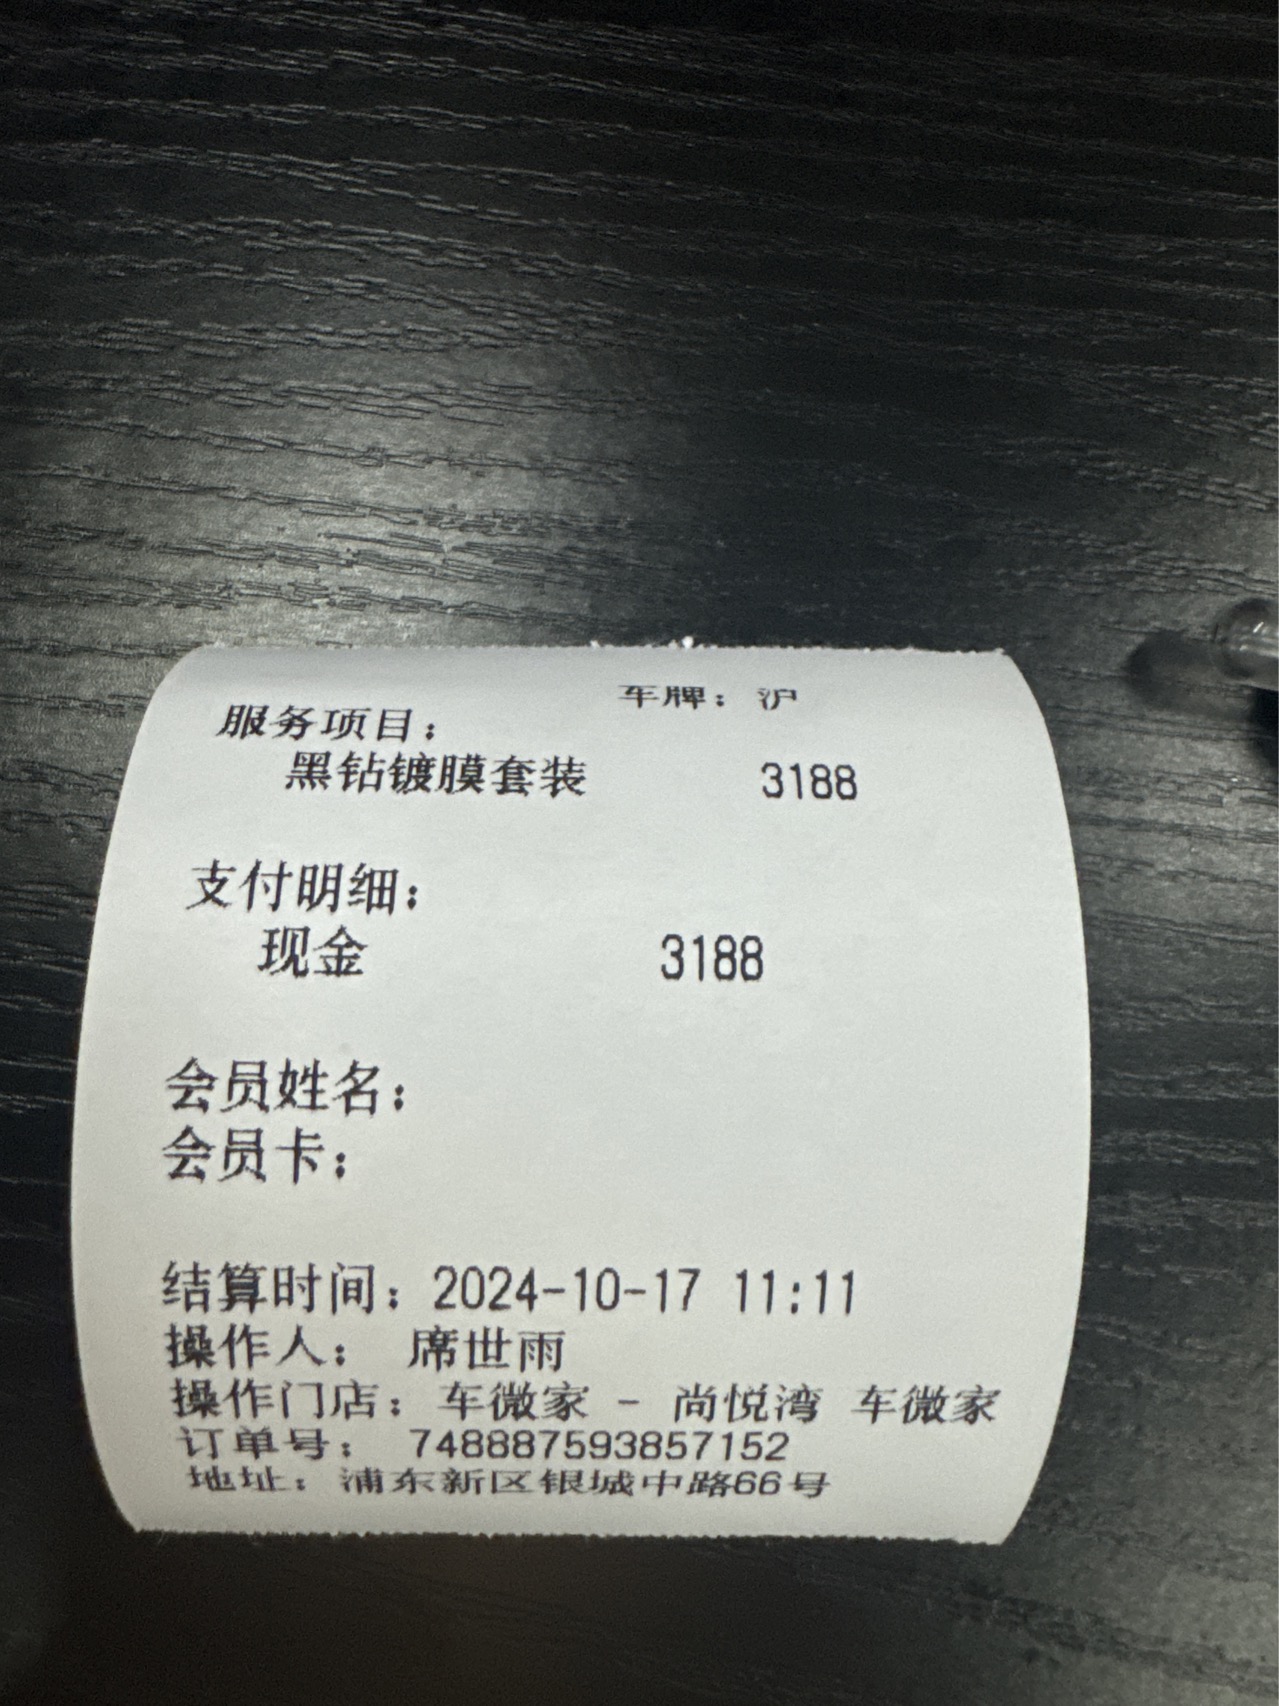 车牌：沪
服务项目：
黑钻镀膜套装 3188
支付明细：
现金 3188
会员姓名：
会员卡：
结算时间：2024-10-17 11:11
操作人： 席世雨
操作门店：车微家 - 尚悦湾 车微家
订单号： 748887593857152
地址：浦东新区银城中路66号